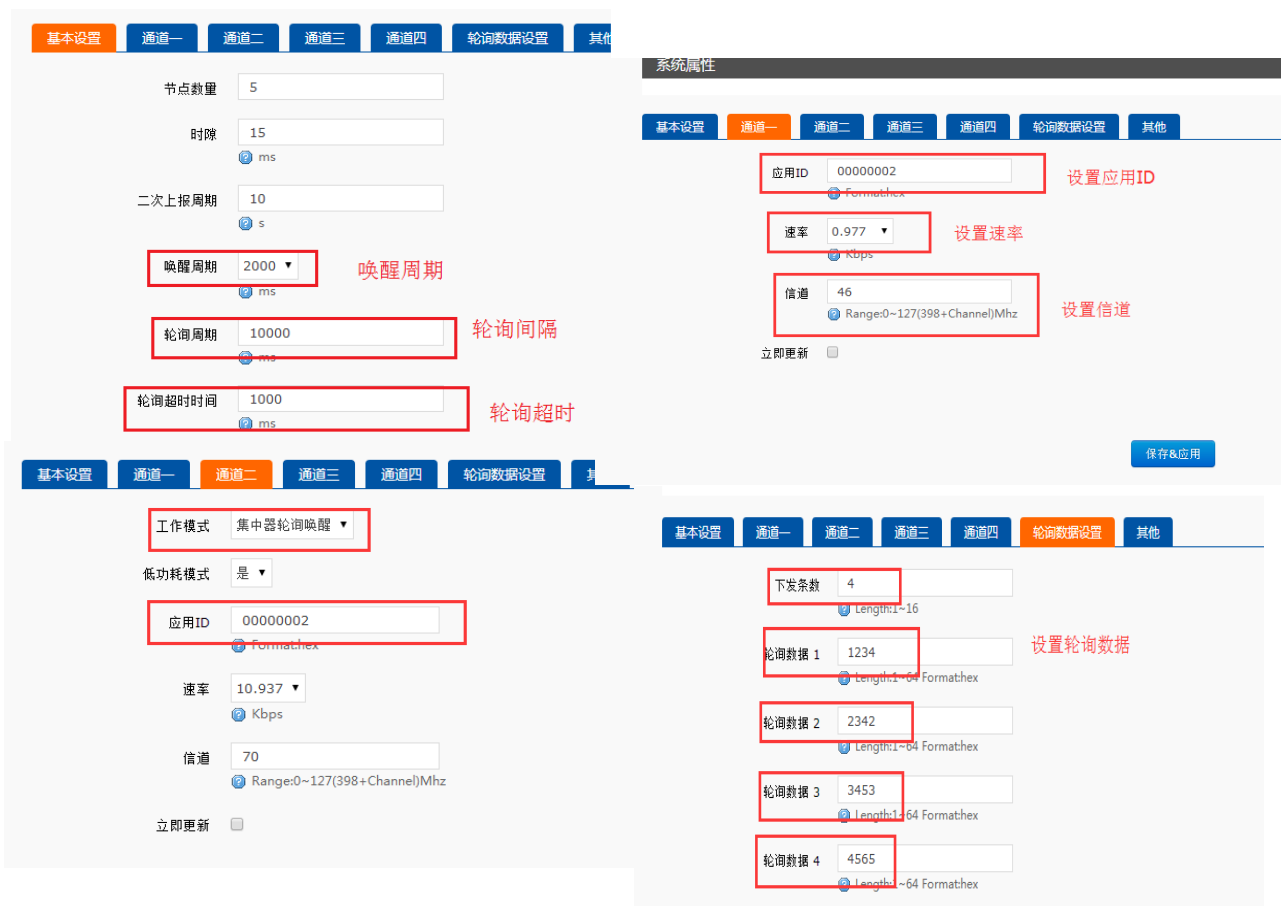 基本设置 通道一 通道二 通道三 通道四 轮询数据设置 其他
节点数量 5
时隙 15
ms
二次上报周期 10
s
唤醒周期 2000 唤醒周期
ms
轮询周期 10000 轮询间隔
ms
轮询超时时间 1000 轮询超时
ms
系统属性
基本设置 通道一 通道二 通道三 通道四 轮询数据设置 其他
应用ID 00000002 设置应用ID
Format:hex
速率 0.977 设置速率
Kbps
信道 46
Range:0~127(398+Channel)Mhz 设置信道
立即更新
保存&应用
基本设置 通道一 通道二 通道三 通道四 轮询数据设置
工作模式 集中器轮询唤醒
低功耗模式 是
应用ID 00000002
Format:hex
速率 10.937
Kbps
信道 70
Range:0~127(398+Channel)Mhz
立即更新
基本设置 通道一 通道二 通道三 通道四 轮询数据设置 其他
下发条数 4
Length:1~16
轮询数据 1 1234 设置轮询数据
Length:1~64 Format:hex
轮询数据 2 2342
Length:1~64 Format:hex
轮询数据 3 3453
Length:1~64 Format:hex
轮询数据 4 4565
Length:1~64 Format:hex